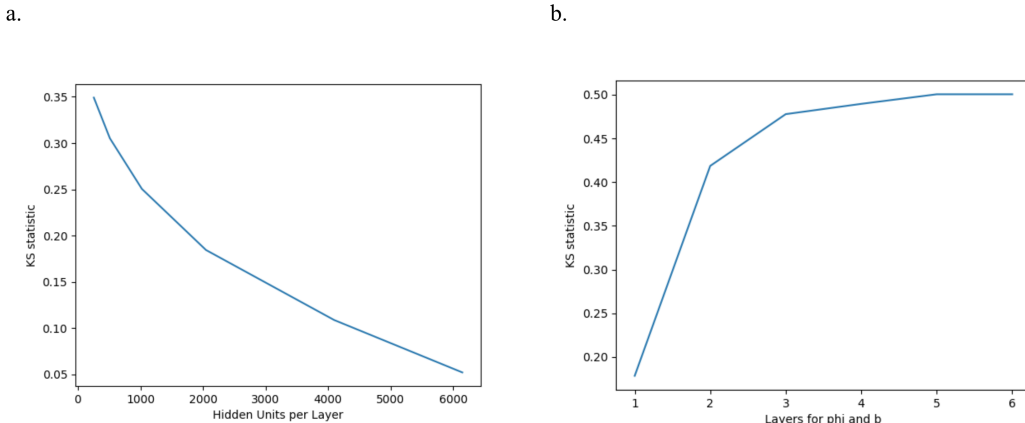 a.
b.
0.35
0.30
0.25
0.20
0.15
0.10
0.05
KS statistic
0 1000 2000 3000 4000 5000 6000
Hidden Units per Layer
0.50
0.45
0.40
0.35
0.30
0.25
0.20
KS statistic
1 2 3 4 5 6
Layers for phi and b